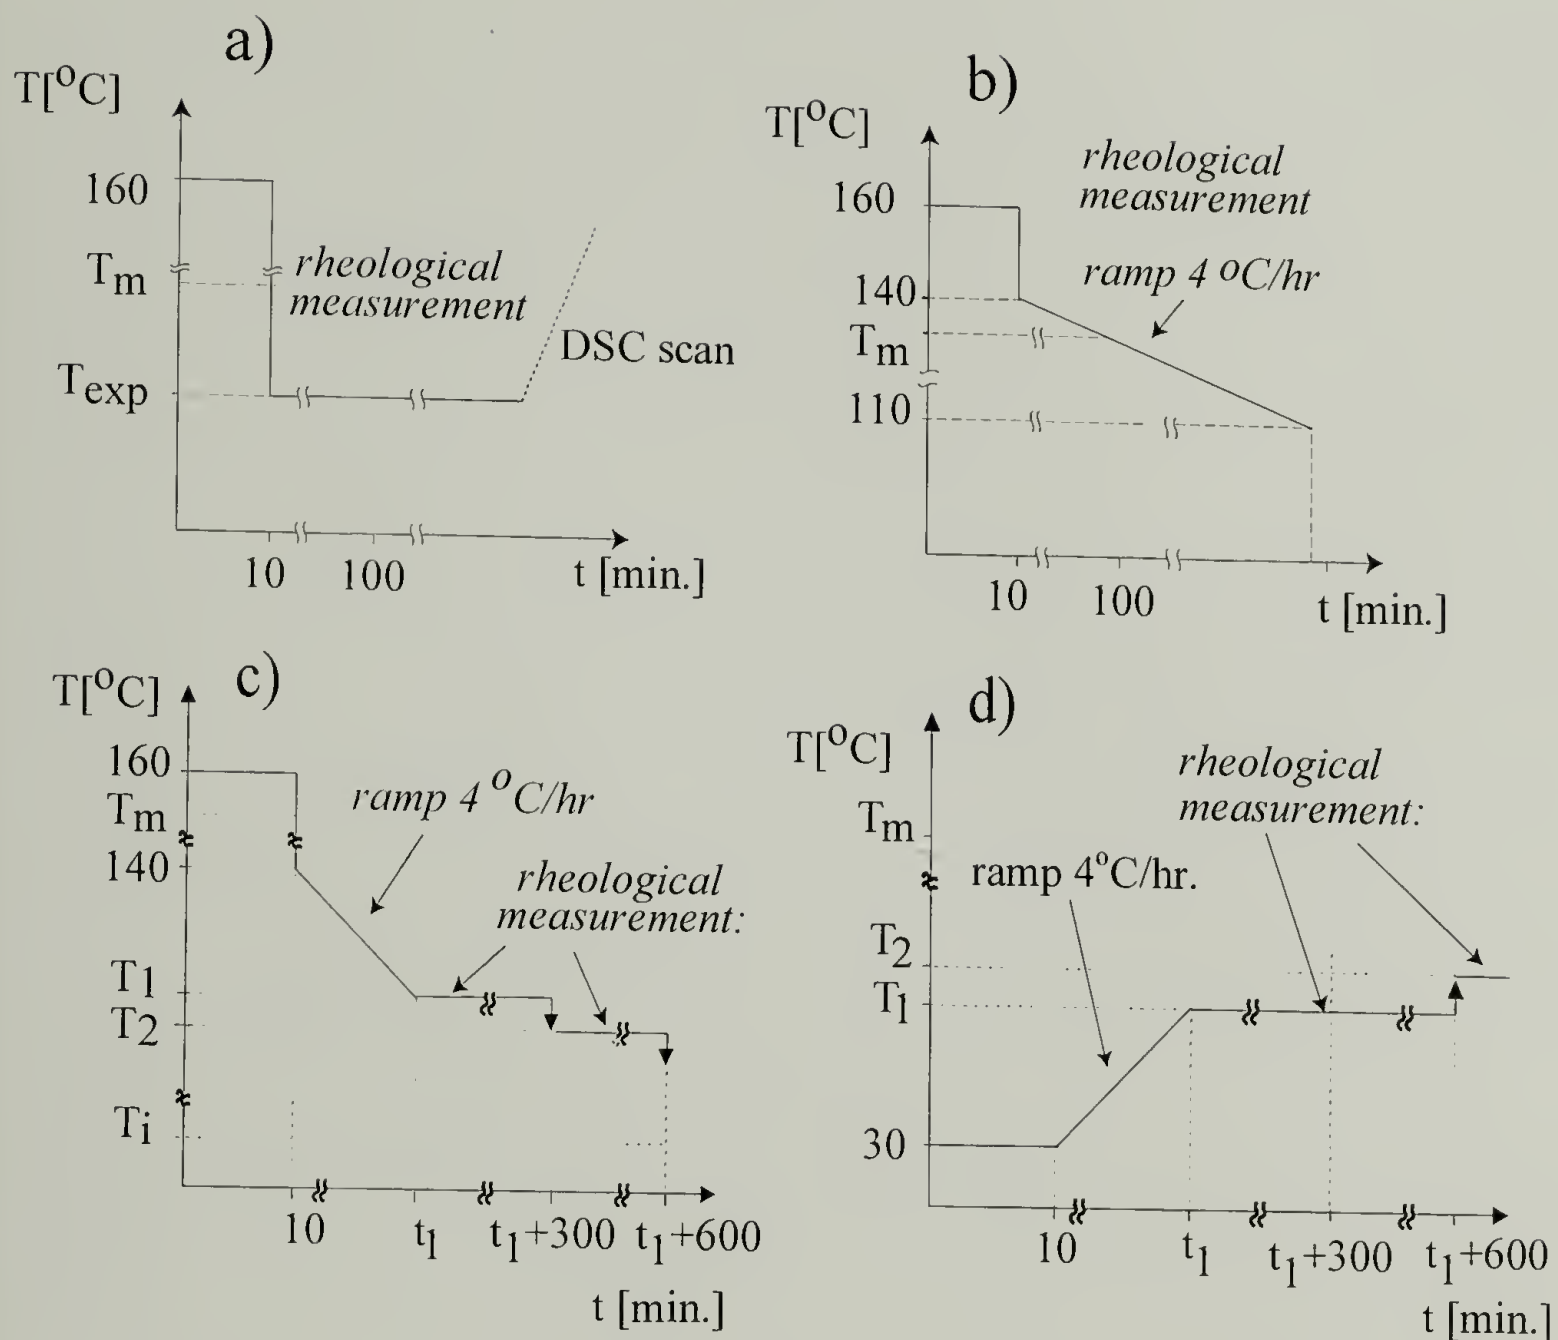 a)
T[°C]
160
Tm
Texp
rheological
measurement
DSC scan
10
100
t [min.]
b)
T[°C]
160
140
Tm
110
rheological
measurement
ramp 4 °C/hr
10
100
t [min.]
c)
T[°C]
160
Tm
140
T1
T2
Ti
ramp 4 °C/hr
rheological
measurement:
10
t1
t1+300
t1+600
t [min.]
d)
T[°C]
Tm
T2
T1
30
rheological
measurement:
ramp 4°C/hr.
10
t1
t1+300
t1+600
t [min.]